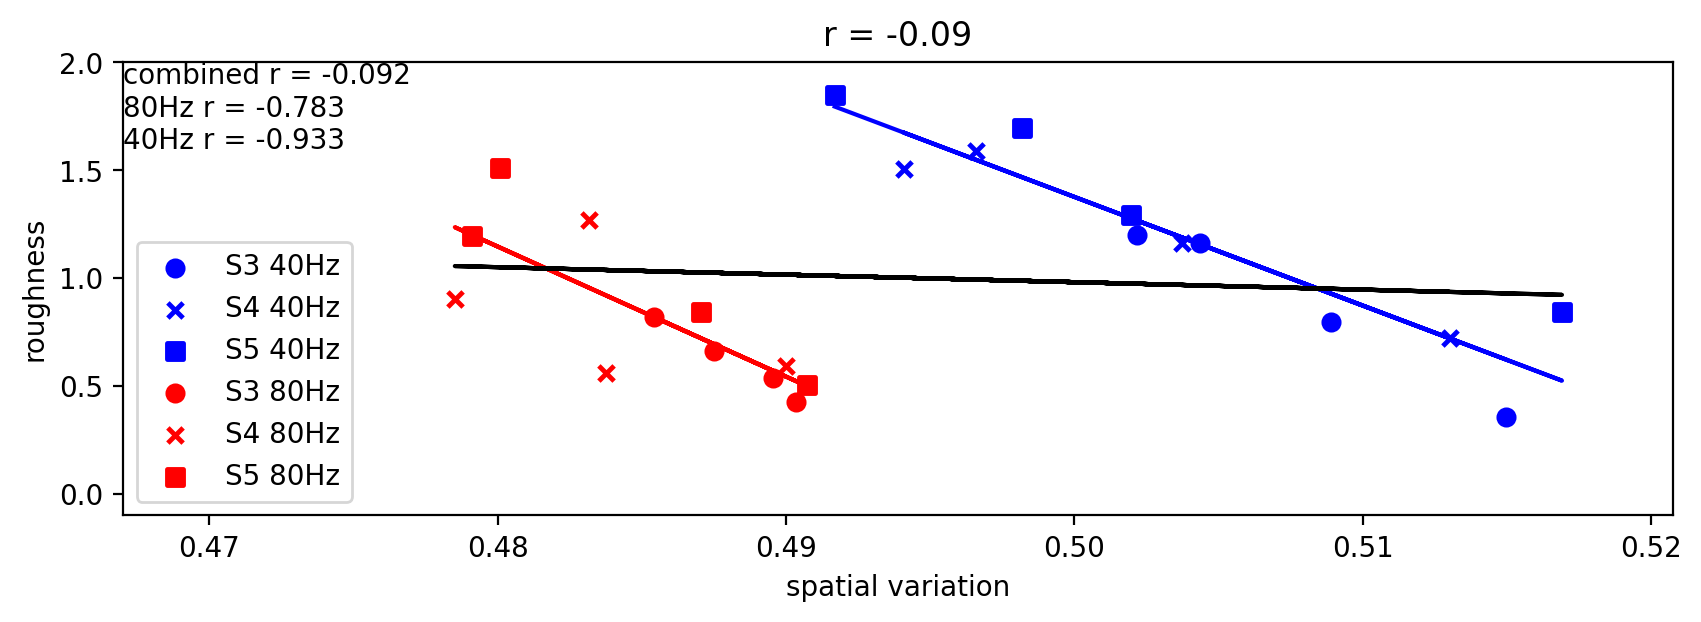 r = -0.09
combined r = -0.092
80Hz r = -0.783
40Hz r = -0.933
2.0
1.5
1.0
0.5
0.0
roughness
S3 40Hz
S4 40Hz
S5 40Hz
S3 80Hz
S4 80Hz
S5 80Hz
0.47 0.48 0.49 0.50 0.51 0.52
spatial variation